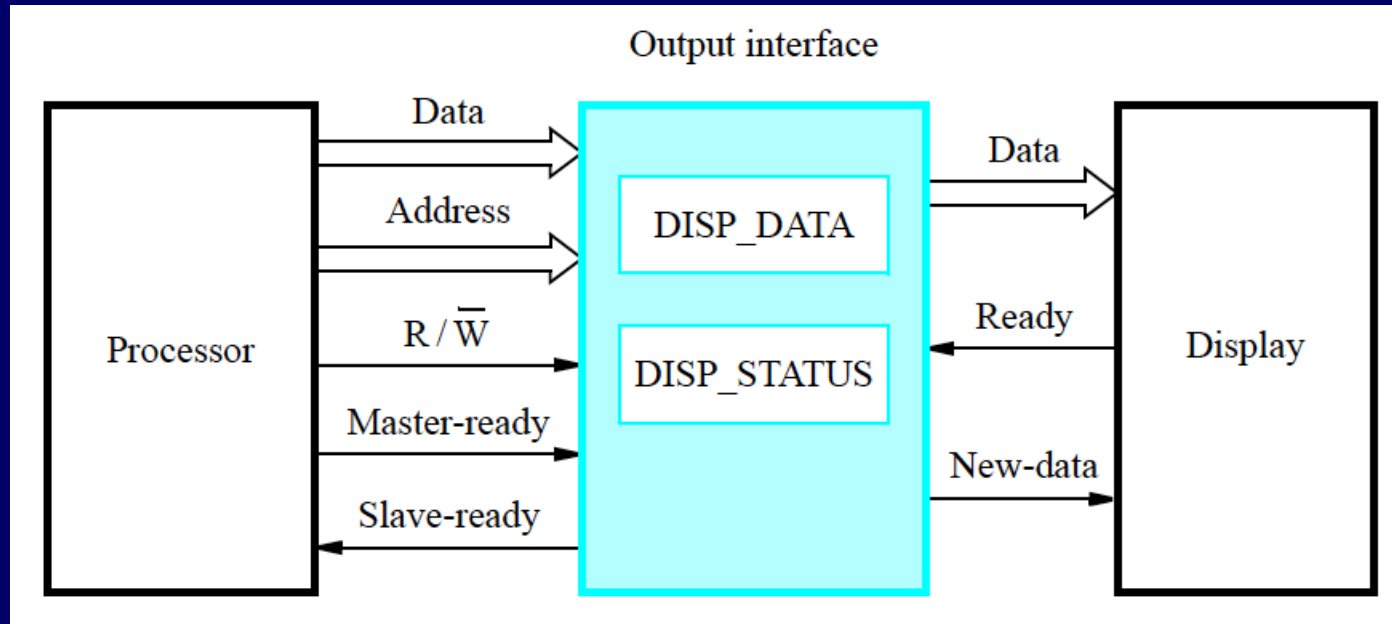 Output interface
Data
Address
R / W̅
Master-ready
Slave-ready
Processor
DISP_DATA
DISP_STATUS
Data
Ready
New-data
Display